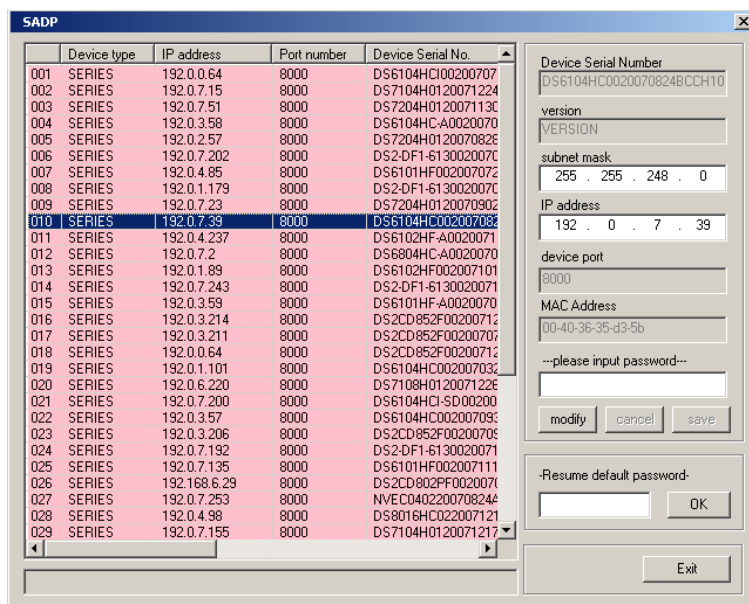 SADP
Device type IP address Port number Device Serial No.
001 SERIES 192.0.0.64 8000 DS6104HCI00200707
002 SERIES 192.0.7.15 8000 DS7104H0120071224
003 SERIES 192.0.7.51 8000 DS7204H012007113C
004 SERIES 192.0.3.58 8000 DS6104HC-A0020070
005 SERIES 192.0.2.57 8000 DS7204H0120070828
006 SERIES 192.0.7.202 8000 DS2-DF1-613002007C
007 SERIES 192.0.4.85 8000 DS6101HF002007072
008 SERIES 192.0.1.179 8000 DS2-DF1-613002007C
009 SERIES 192.0.7.23 8000 DS7204H0120070902
010 SERIES 192.0.7.39 8000 DS6104HC002007082
011 SERIES 192.0.4.237 8000 DS6102HF-A0020071
012 SERIES 192.0.7.2 8000 DS6804HC-A0020070
013 SERIES 192.0.1.89 8000 DS6102HF002007101
014 SERIES 192.0.7.243 8000 DS2-DF1-6130020071
015 SERIES 192.0.3.59 8000 DS6101HF-A0020070
016 SERIES 192.0.3.214 8000 DS2CD852F00200712
017 SERIES 192.0.3.211 8000 DS2CD852F00200707
018 SERIES 192.0.0.64 8000 DS2CD852F00200712
019 SERIES 192.0.1.101 8000 DS6104HC002007032
020 SERIES 192.0.6.220 8000 DS7108H0120071226
021 SERIES 192.0.7.200 8000 DS6104HCI-SD00200
022 SERIES 192.0.3.57 8000 DS6104HC002007093
023 SERIES 192.0.3.206 8000 DS2CD852F00200709
024 SERIES 192.0.7.192 8000 DS2-DF1-6130020071
025 SERIES 192.0.7.135 8000 DS6101HF002007111
026 SERIES 192.168.6.29 8000 DS2CD802PF0020070
027 SERIES 192.0.7.253 8000 NVEC040220070824A
028 SERIES 192.0.4.98 8000 DS8016HC022007121
029 SERIES 192.0.7.155 8000 DS7104H0120071217
Device Serial Number
DS6104HC0020070824BCCH10
version
VERSION
subnet mask
255 . 255 . 248 . 0
IP address
192 . 0 . 7 . 39
device port
8000
MAC Address
00-40-36-35-d3-5b
---please input password---
modify cancel save
-Resume default password-
OK
Exit